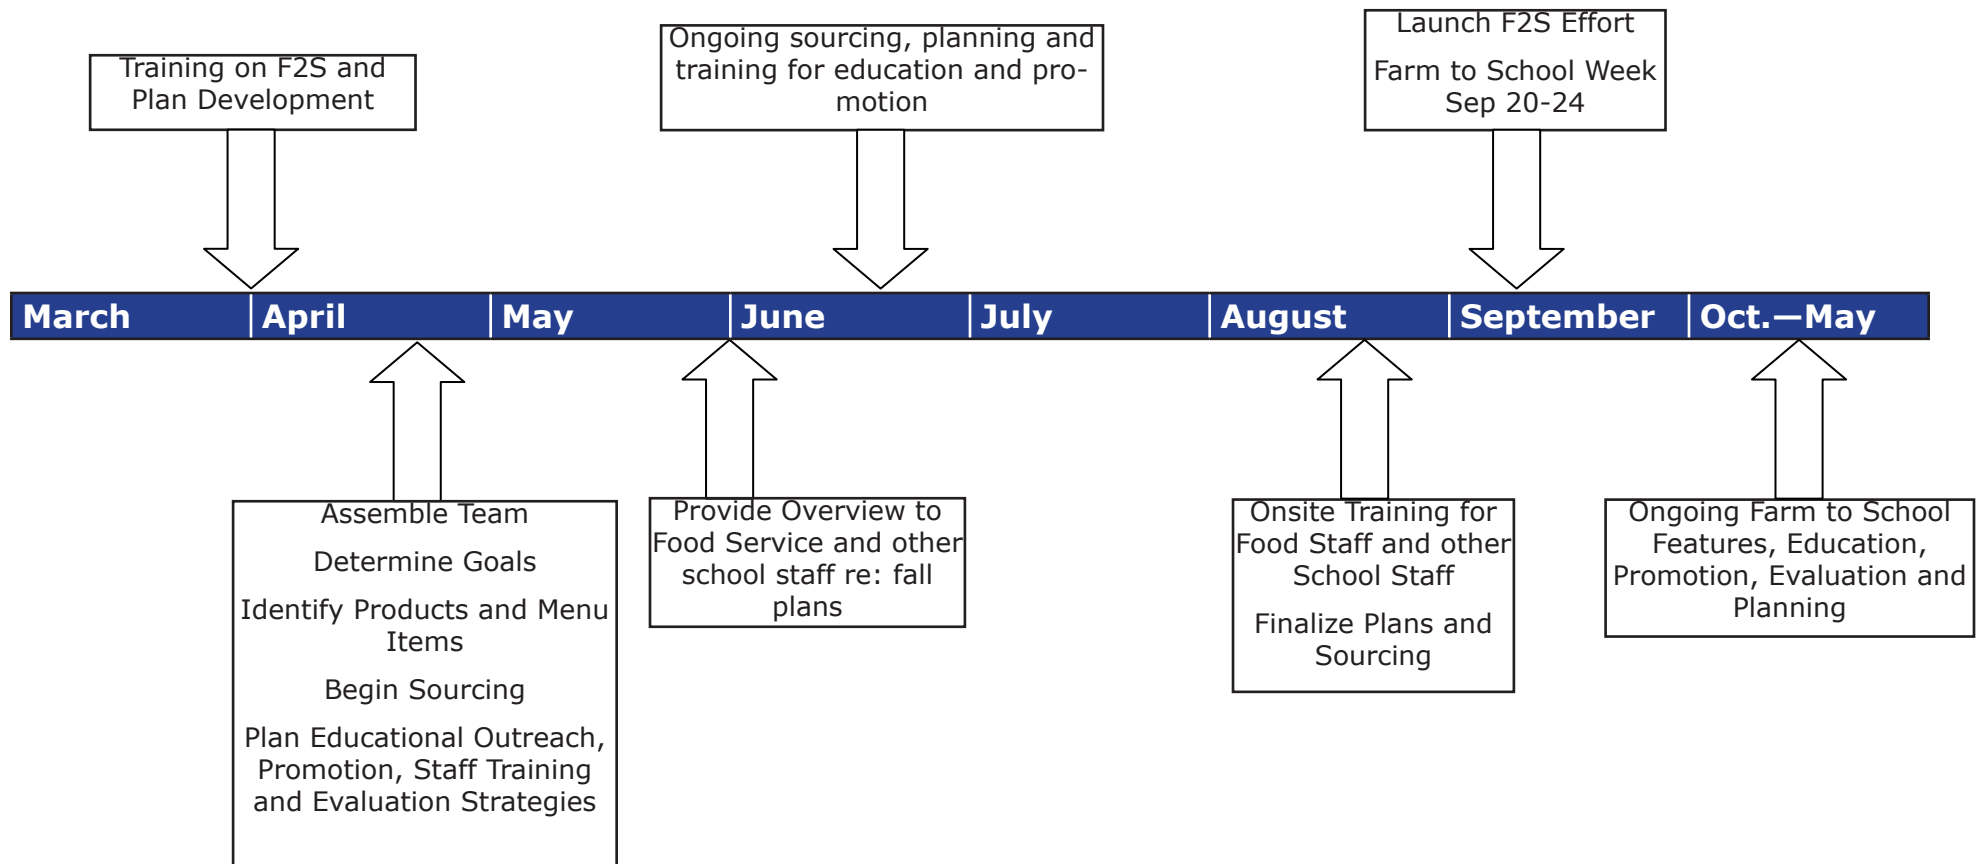 Training on F2S and
Plan Development
Ongoing sourcing, planning and
training for education and pro-
motion
Launch F2S Effort
Farm to School Week
Sep 20-24
March
April
May
June
July
August
September
Oct.—May
Assemble Team
Determine Goals
Identify Products and Menu
Items
Begin Sourcing
Plan Educational Outreach,
Promotion, Staff Training
and Evaluation Strategies
Provide Overview to
Food Service and other
school staff re: fall
plans
Onsite Training for
Food Staff and other
School Staff
Finalize Plans and
Sourcing
Ongoing Farm to School
Features, Education,
Promotion, Evaluation and
Planning